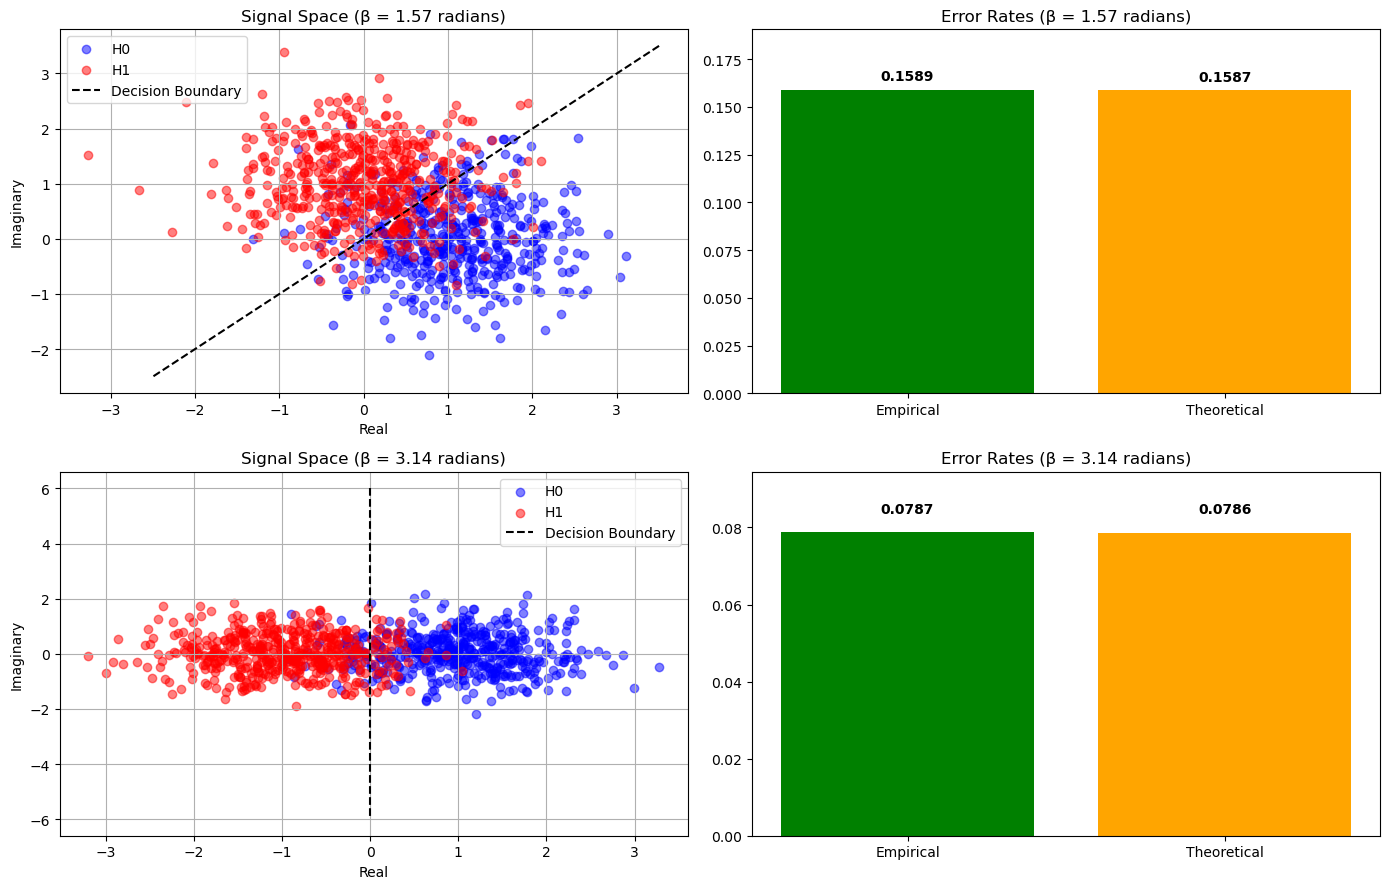 Signal Space (β = 1.57 radians)
H0
H1
Decision Boundary
3
2
1
0
−1
−2
Imaginary
−3
−2
−1
0
1
2
3
Real
Error Rates (β = 1.57 radians)
0.1589
0.1587
0.175
0.150
0.125
0.100
0.075
0.050
0.025
0.000
Empirical
Theoretical
Signal Space (β = 3.14 radians)
H0
H1
Decision Boundary
6
4
2
0
−2
−4
−6
Imaginary
−3
−2
−1
0
1
2
3
Real
Error Rates (β = 3.14 radians)
0.0787
0.0786
0.08
0.06
0.04
0.02
0.00
Empirical
Theoretical